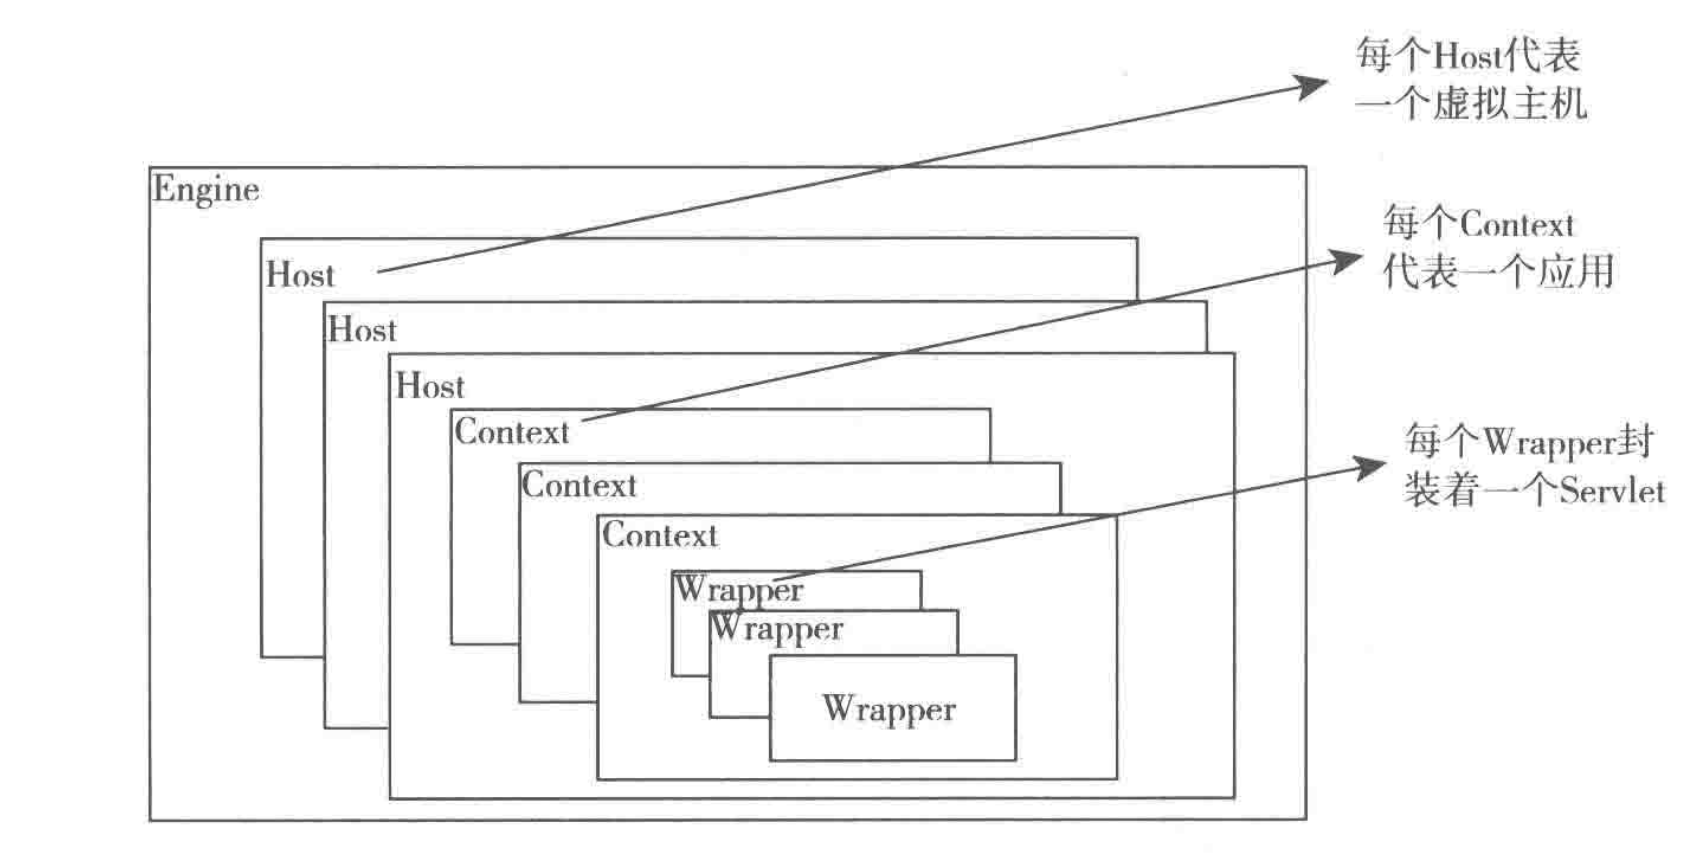 每个Host代表
一个虚拟主机
Engine
每个Context
代表一个应用
Host
Host
Host
Context
每个Wrapper封
装着一个Servlet
Context
Context
Wrapper
Wrapper
Wrapper